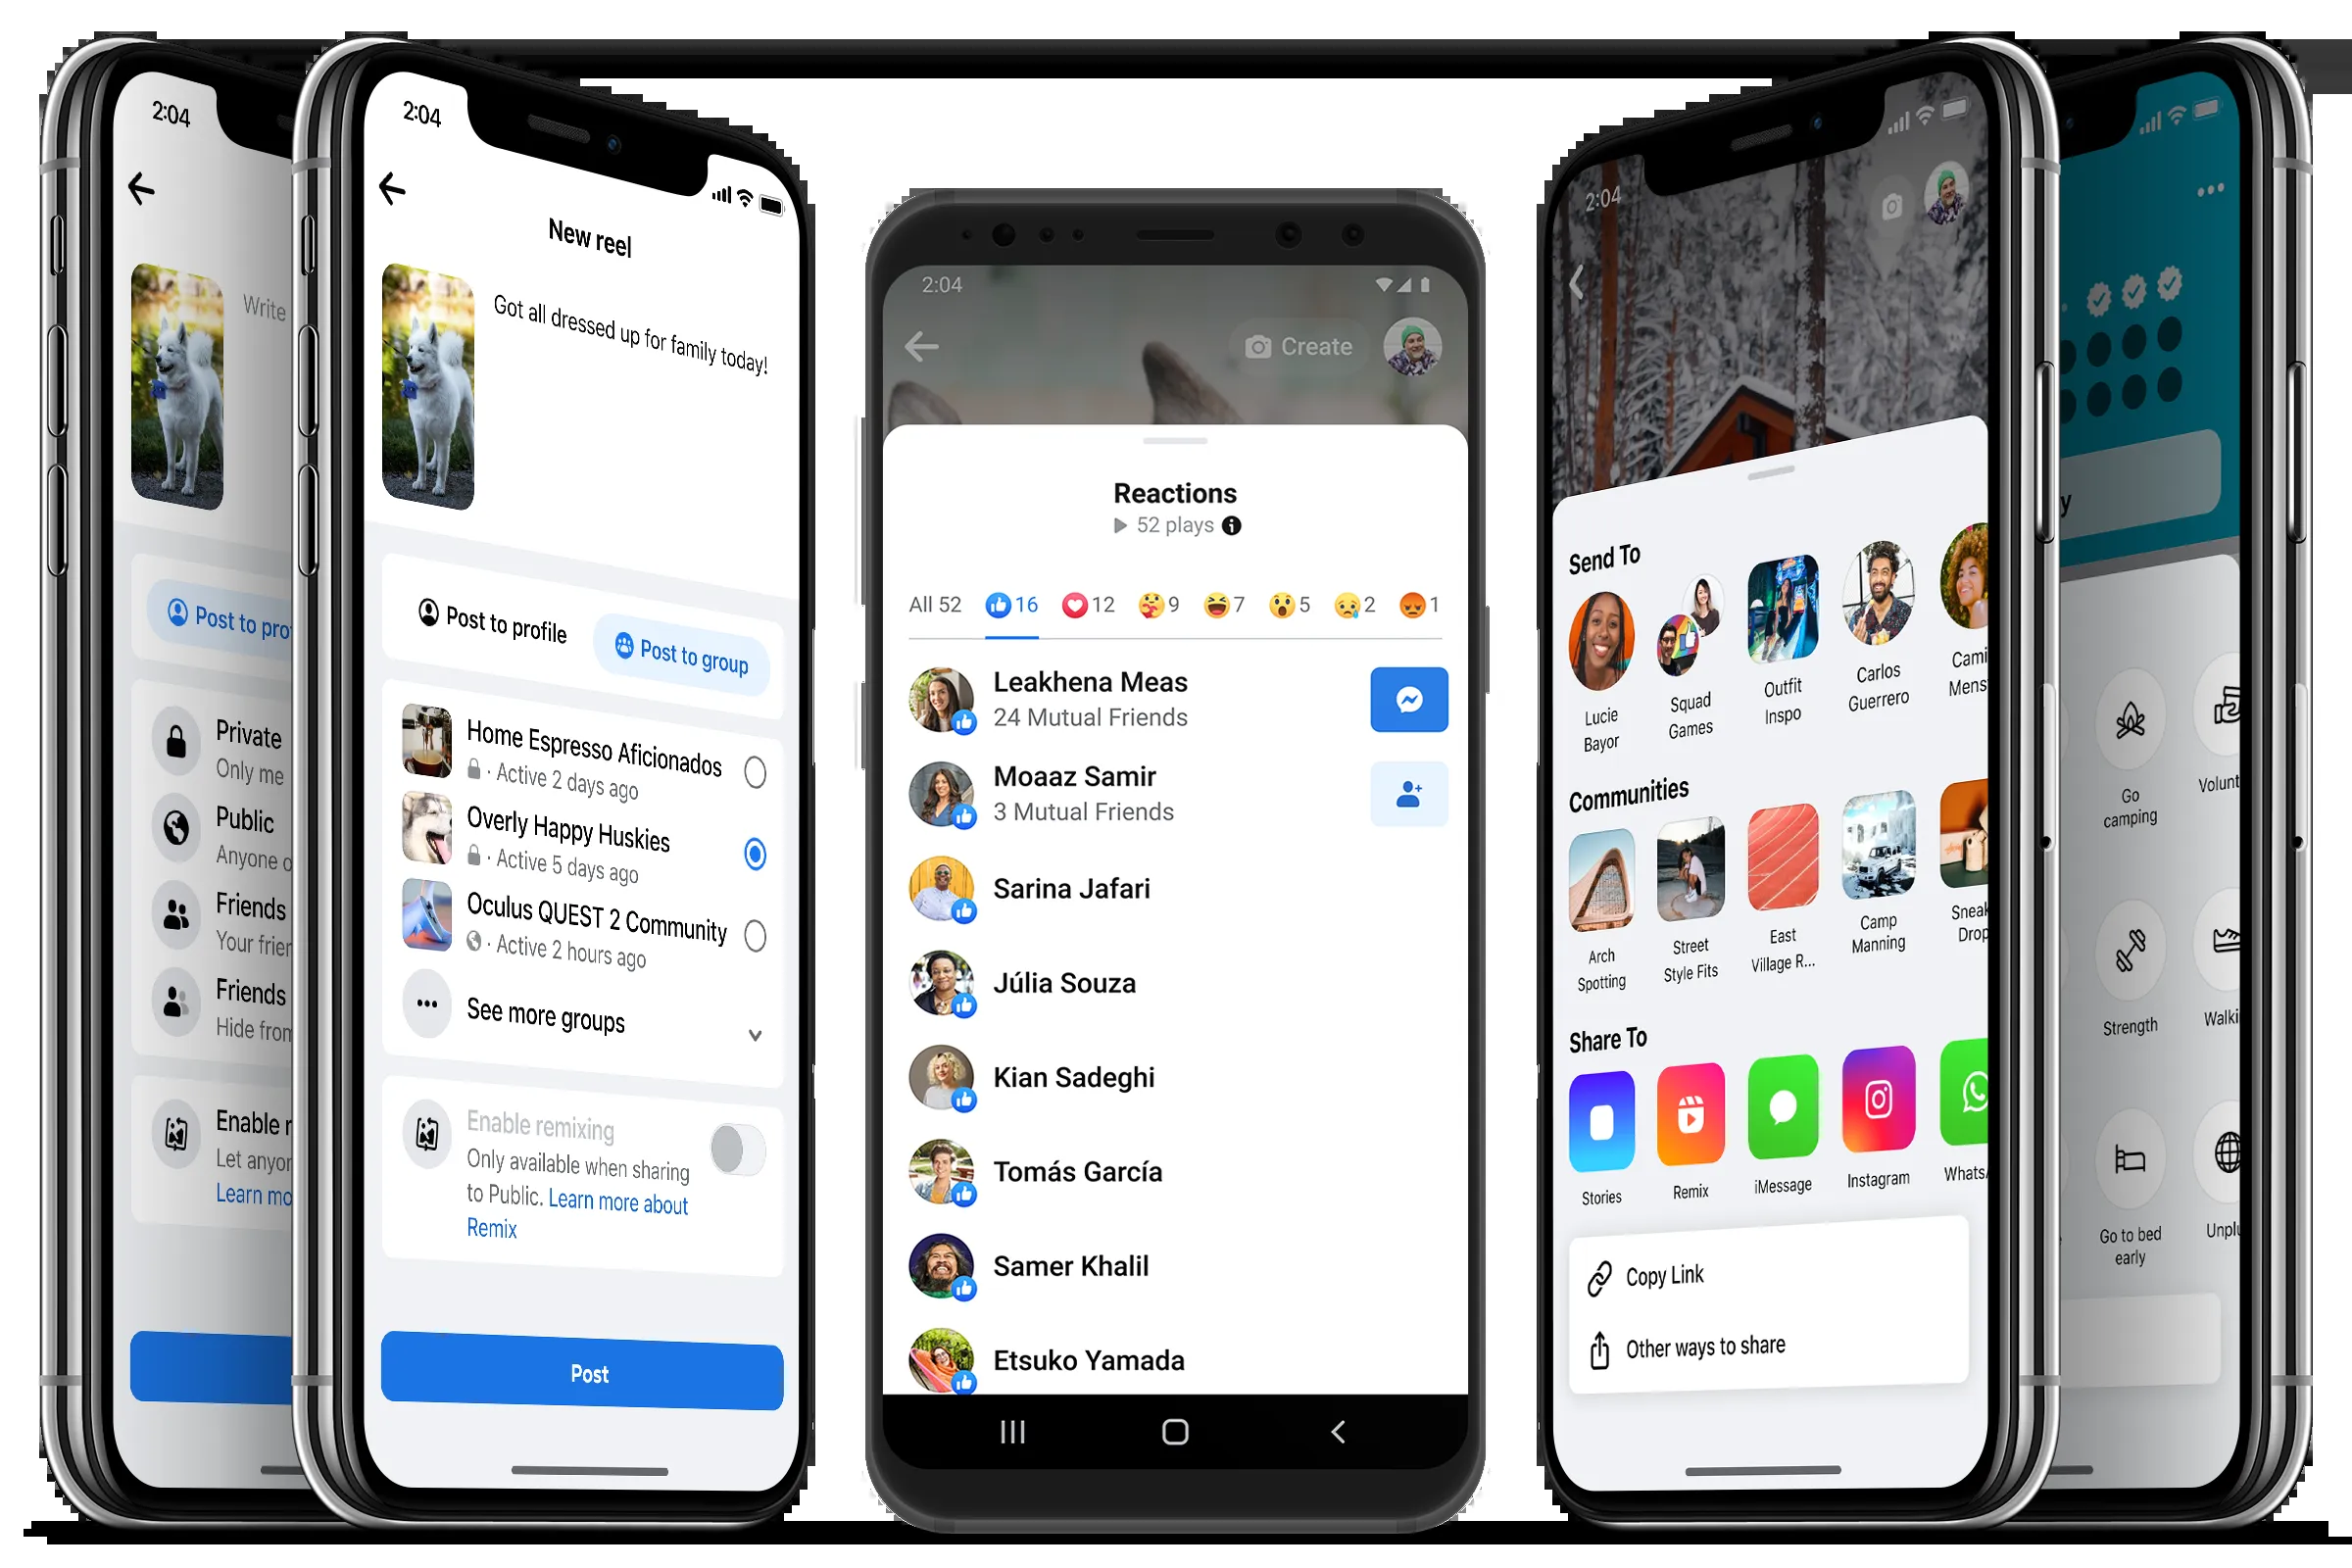 2:04
Write
Post to
Private
Only me
Public
Anyone
Friends
Your
Friends
Hide
Enable
Let
Learn
2:04
New reel
Got all dressed up for family today!
Post to profile
Post to group
Home Espresso Aficionados
· Active 2 days ago
Overly Happy Huskies
· Active 5 days ago
Oculus QUEST 2 Community
· Active 2 hours ago
See more groups
Enable remixing
Only available when sharing
to Public. Learn more about
Remix
Post
2:04
Create
Reactions
52 plays
All 52 16 12 9 7 5 2 1
Leakhena Meas
24 Mutual Friends
Moaaz Samir
3 Mutual Friends
Sarina Jafari
Júlia Souza
Kian Sadeghi
Tomás García
Samer Khalil
Etsuko Yamada
2:04
Send To
Lucie
Bayor
Squad
Games
Outfit
Inspo
Carlos
Guerrero
Cami
Mens
Communities
Arch
Spotting
Street
Style Fits
East
Village R...
Camp
Manning
Sneak
Drop
Share To
Stories
Remix
iMessage
Instagram
Whats
Copy Link
Other ways to share
y
Go
camping
Volunt
Strength
Walki
Go to bed
early
Unpl